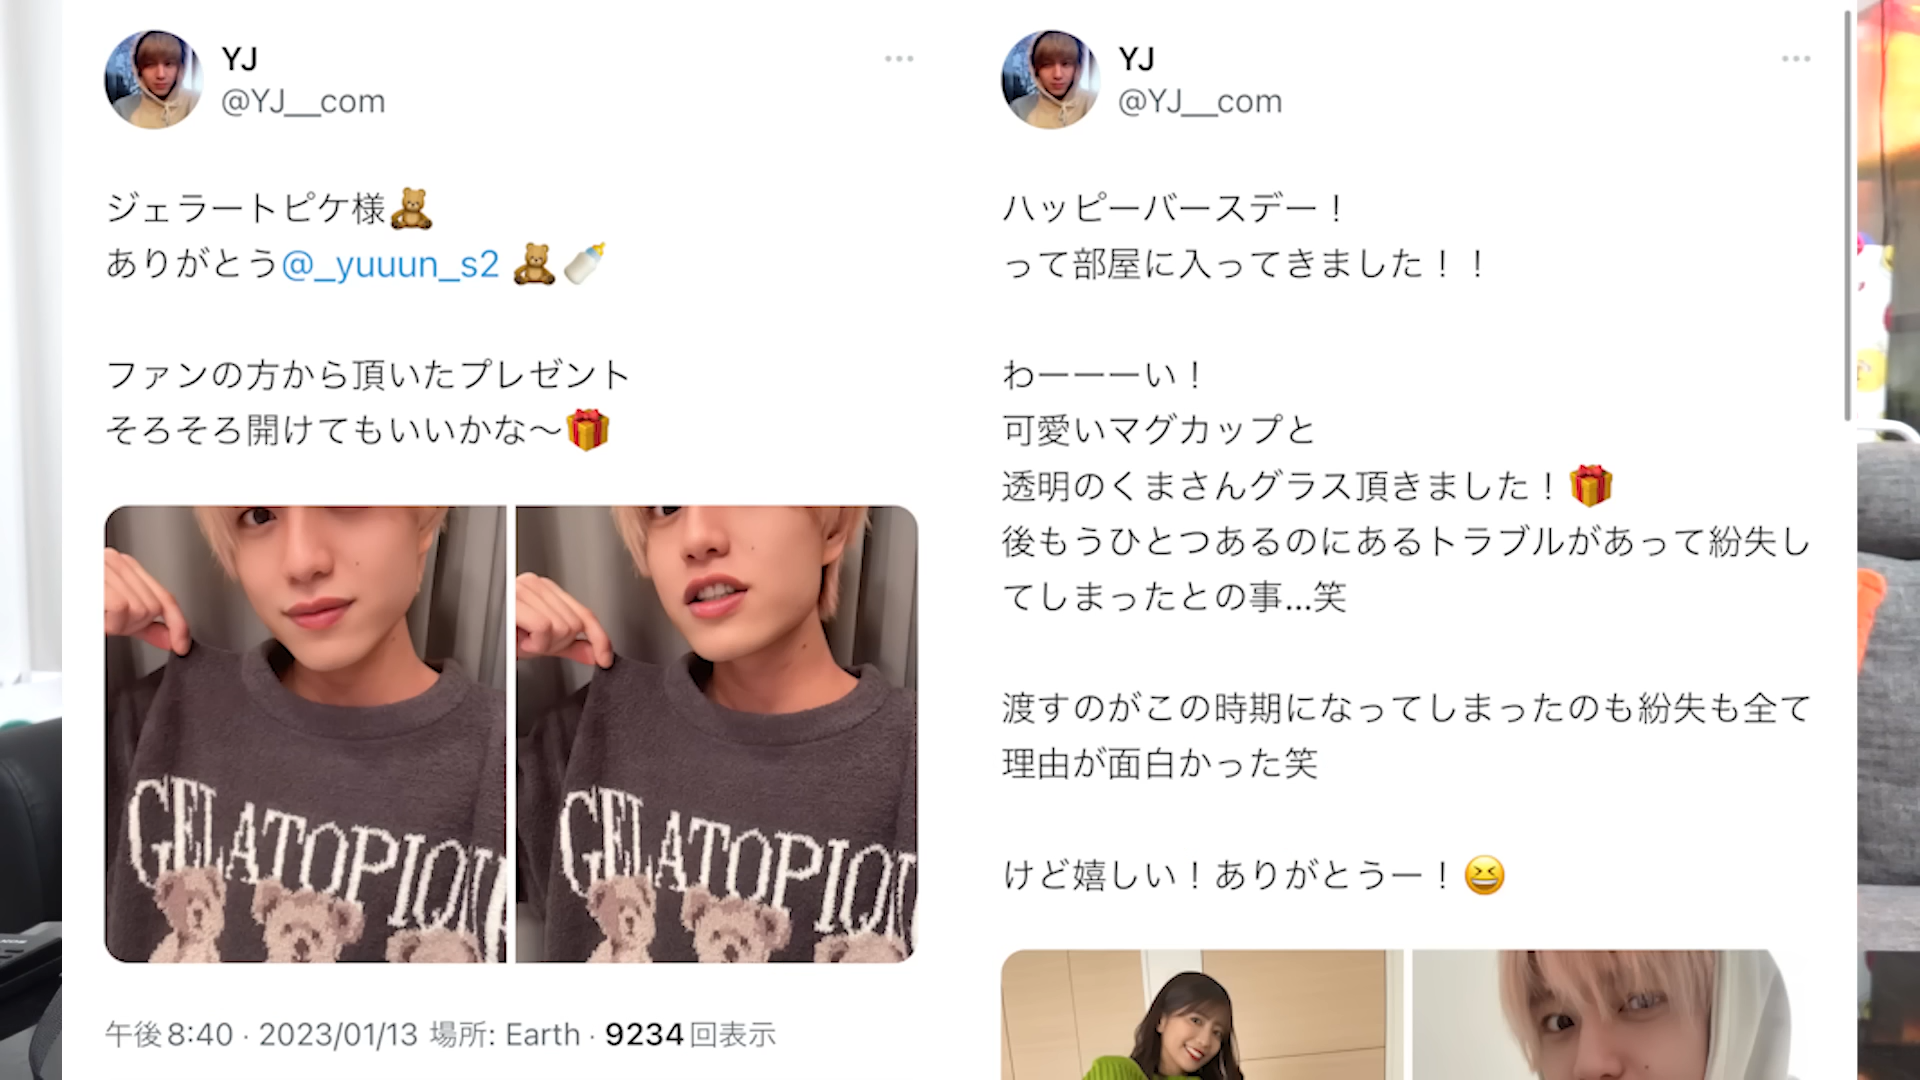 YJ
@YJ__com
ジェラートピケ様🧸
ありがとう@_yuuun_s2 🧸🍼
ファンの方から頂いたプレゼント
そろそろ開けてもいいかな〜🎁
GELATO PIQU
GELATO PIQU
午後8:40 · 2023/01/13 場所: Earth · 9234回表示
YJ
@YJ__com
ハッピーバースデー！
って部屋に入ってきました！！
わーーーい！
可愛いマグカップと
透明のくまさんグラス頂きました！🎁
後もうひとつあるのにあるトラブルがあって紛失し
てしまったとの事...笑
渡すのがこの時期になってしまったのも紛失も全て
理由が面白かった笑
けど嬉しい！ありがとうー！😆